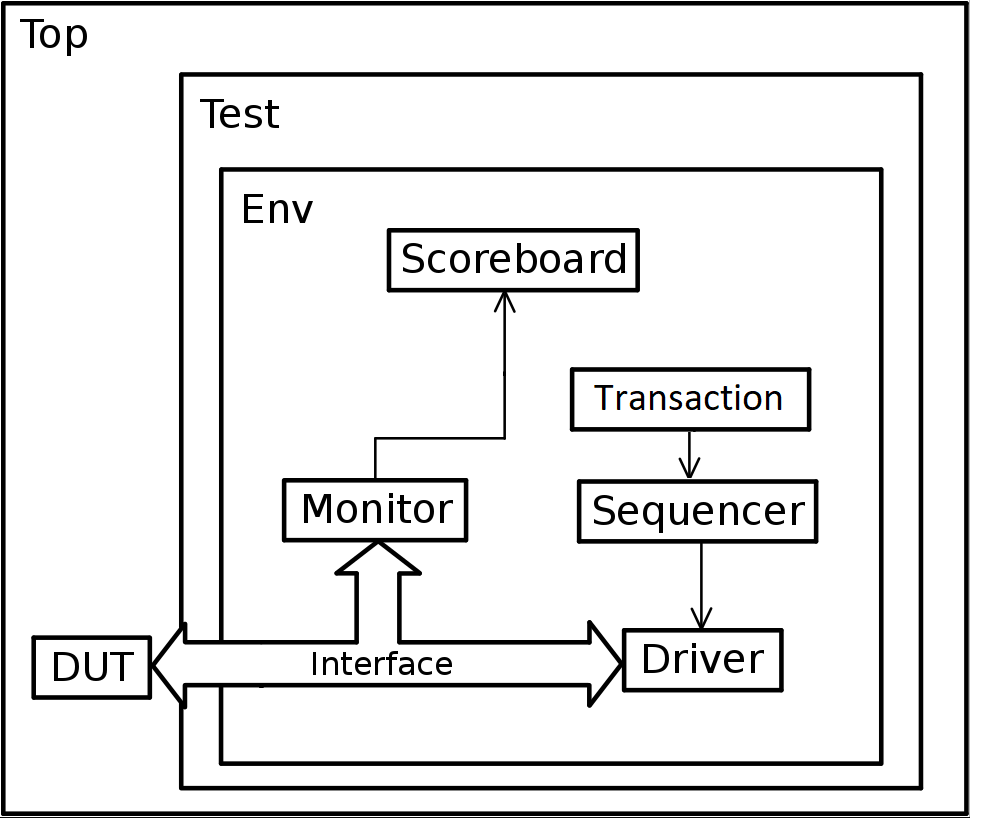 Top
Test
Env
Scoreboard
Transaction
Monitor
Sequencer
DUT
Interface
Driver